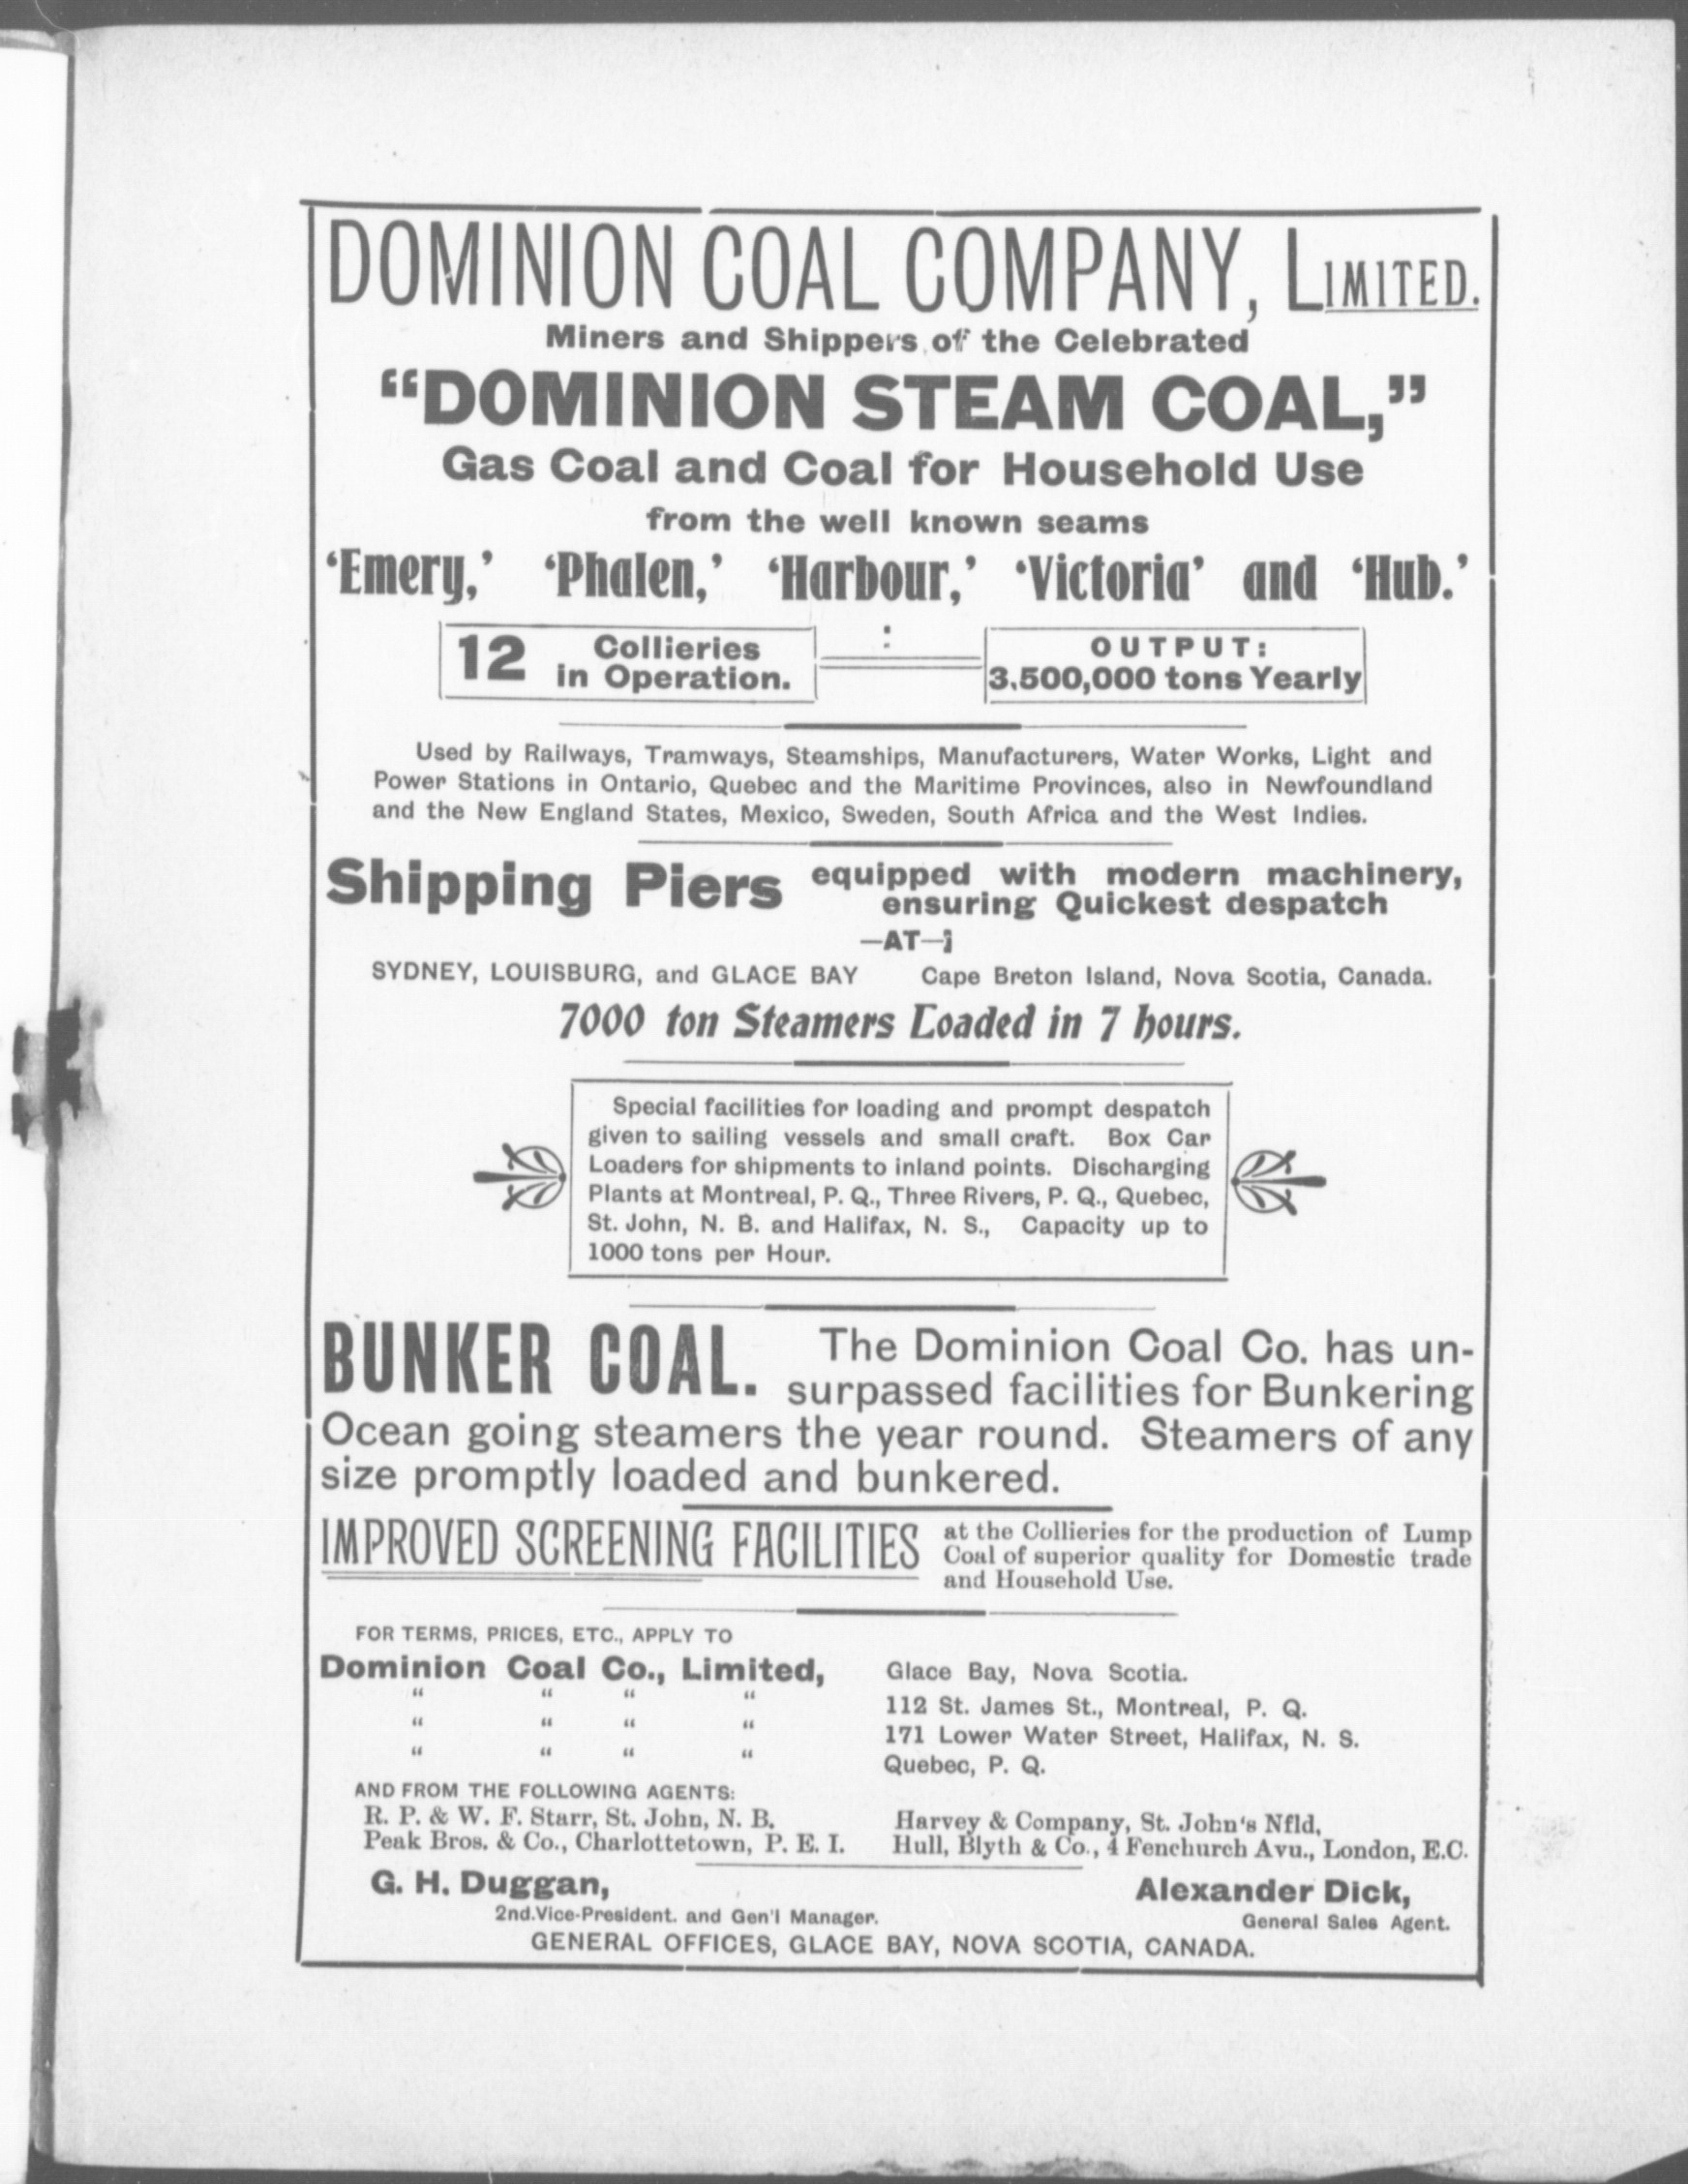 DOMINION COAL COMPANY, LIMITED.
Miners and Shippers of the Celebrated
“DOMINION STEAM COAL,”
Gas Coal and Coal for Household Use
from the well known seams
‘Emery,’ ‘Phalen,’ ‘Harbour,’ ‘Victoria’ and ‘Hub.’
12 Collieries in Operation. : OUTPUT: 3,500,000 tons Yearly
Used by Railways, Tramways, Steamships, Manufacturers, Water Works, Light and
Power Stations in Ontario, Quebec and the Maritime Provinces, also in Newfoundland
and the New England States, Mexico, Sweden, South Africa and the West Indies.
Shipping Piers equipped with modern machinery,
ensuring Quickest despatch
—AT—
SYDNEY, LOUISBURG, and GLACE BAY Cape Breton Island, Nova Scotia, Canada.
7000 ton Steamers Loaded in 7 hours.
Special facilities for loading and prompt despatch
given to sailing vessels and small craft. Box Car
Loaders for shipments to inland points. Discharging
Plants at Montreal, P. Q., Three Rivers, P. Q., Quebec,
St. John, N. B. and Halifax, N. S., Capacity up to
1000 tons per Hour.
BUNKER COAL. The Dominion Coal Co. has un-
surpassed facilities for Bunkering
Ocean going steamers the year round. Steamers of any
size promptly loaded and bunkered.
IMPROVED SCREENING FACILITIES at the Collieries for the production of Lump
Coal of superior quality for Domestic trade
and Household Use.
FOR TERMS, PRICES, ETC., APPLY TO
Dominion Coal Co., Limited, Glace Bay, Nova Scotia.
“ “ “ “ 112 St. James St., Montreal, P. Q.
“ “ “ “ 171 Lower Water Street, Halifax, N. S.
“ “ “ “ Quebec, P. Q.
AND FROM THE FOLLOWING AGENTS:
R. P. & W. F. Starr, St. John, N. B. Harvey & Company, St. John's Nfld,
Peak Bros. & Co., Charlottetown, P. E. I. Hull, Blyth & Co., 4 Fenchurch Avu., London, E.C.
G. H. Duggan, Alexander Dick,
2nd.Vice-President. and Gen'l Manager. General Sales Agent.
GENERAL OFFICES, GLACE BAY, NOVA SCOTIA, CANADA.